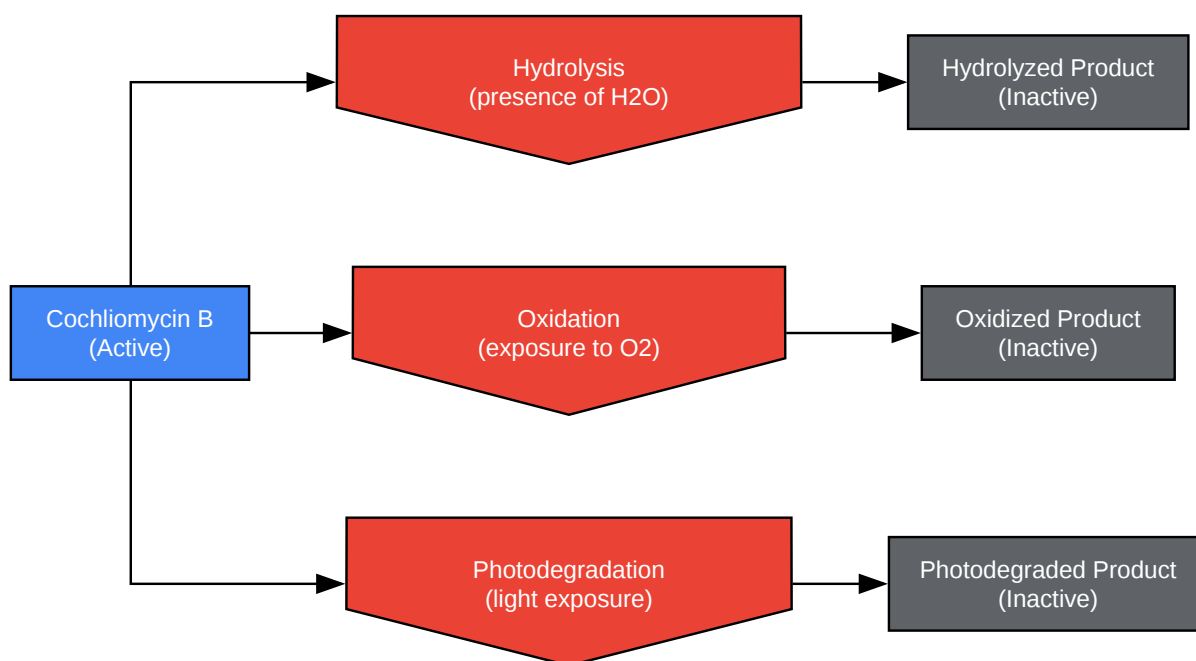 Hydrolysis
(presence of H2O)
Hydrolyzed Product
(Inactive)
Cochliomycin B
(Active)
Oxidation
(exposure to O2)
Oxidized Product
(Inactive)
Photodegradation
(light exposure)
Photodegraded Product
(Inactive)